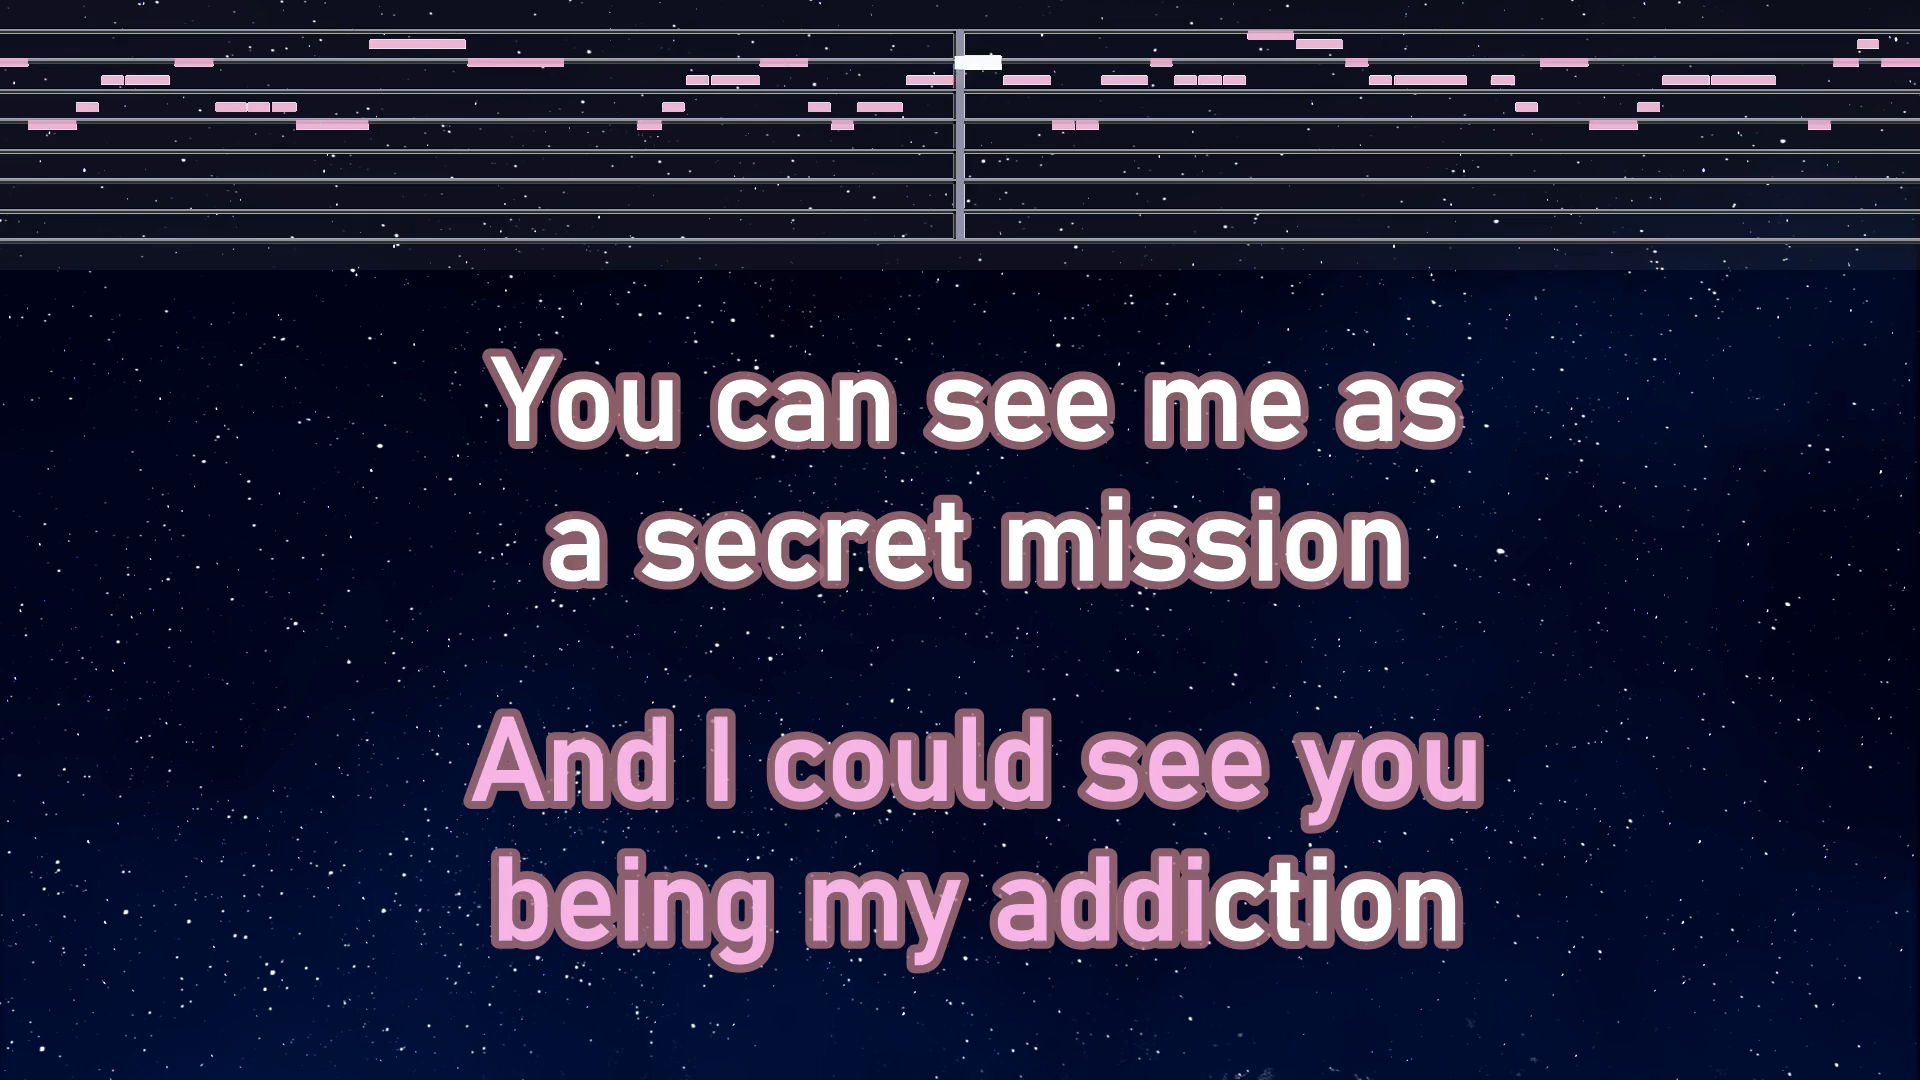 You can see me as
a secret mission
And I could see you
being my addiction